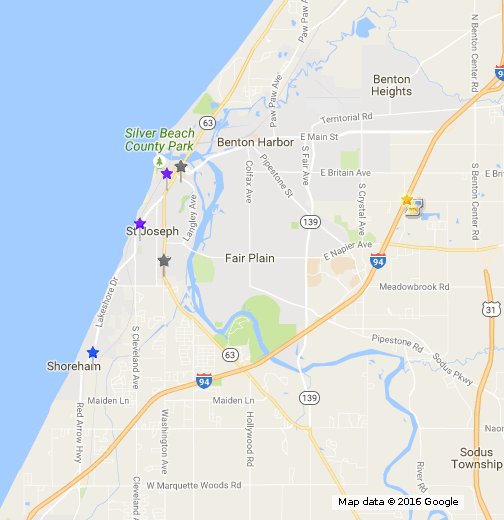 N Benton Center Rd
Paw Paw Ave
Paw Paw Ave
94
Benton
Heights
63
Territorial Rd
Silver Beach
County Park
E Main St
Benton Harbor
S Fair Ave
Pipestone St
Colfax Ave
E Britain Ave
S Benton Center Rd
S Crystal Ave
Langley Ave
139
St Joseph
E Napier Ave
Fair Plain
94
Meadowbrook Rd
Lakeshore Dr
31
S Cleveland Ave
Pipestone Rd
63
Sodus Pkwy
Shoreham
94
Maiden Ln
Maiden Ln
139
Red Arrow Hwy
Washington Ave
Hollywood Rd
Nao
Sodus
Township
River Rd
Cleveland A
W Marquette Woods Rd
Map data © 2016 Google